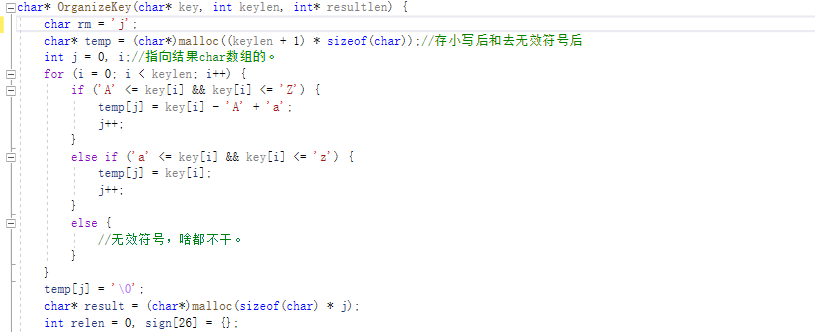 char* OrganizeKey(char* key, int keylen, int* resultlen) {
char rm = 'j';
char* temp = (char*)malloc((keylen + 1) * sizeof(char));//存小写后和去无效符号后
int j = 0, i;//指向结果char数组的。
for (i = 0; i < keylen; i++) {
if ('A' <= key[i] && key[i] <= 'Z') {
temp[j] = key[i] - 'A' + 'a';
j++;
}
else if ('a' <= key[i] && key[i] <= 'z') {
temp[j] = key[i];
j++;
}
else {
//无效符号，啥都不干。
}
}
temp[j] = '\0';
char* result = (char*)malloc(sizeof(char) * j);
int relen = 0, sign[26] = {};